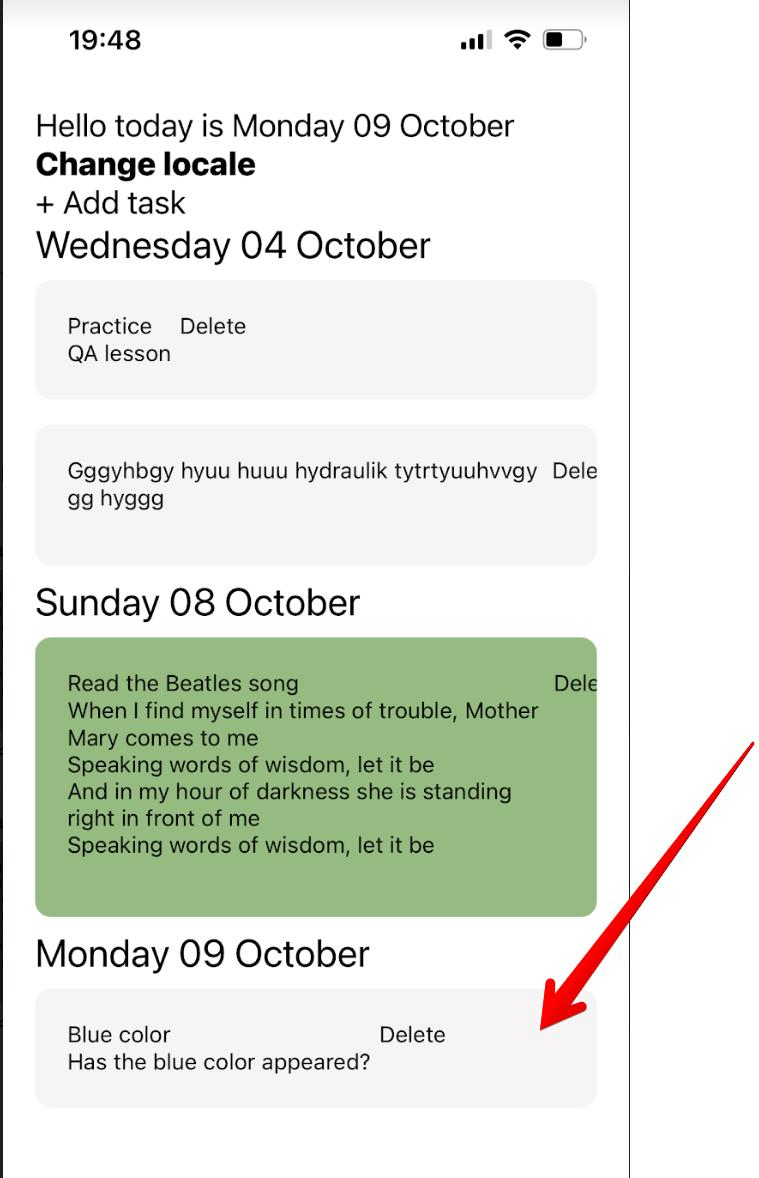 19:48
Hello today is Monday 09 October
Change locale
+ Add task
Wednesday 04 October
Practice Delete
QA lesson
Gggyhbgy hyuu huuu hydraulik tytrtyuuhvvgy Dele
gg hyggg
Sunday 08 October
Read the Beatles song Dele
When I find myself in times of trouble, Mother
Mary comes to me
Speaking words of wisdom, let it be
And in my hour of darkness she is standing
right in front of me
Speaking words of wisdom, let it be
Monday 09 October
Blue color Delete
Has the blue color appeared?